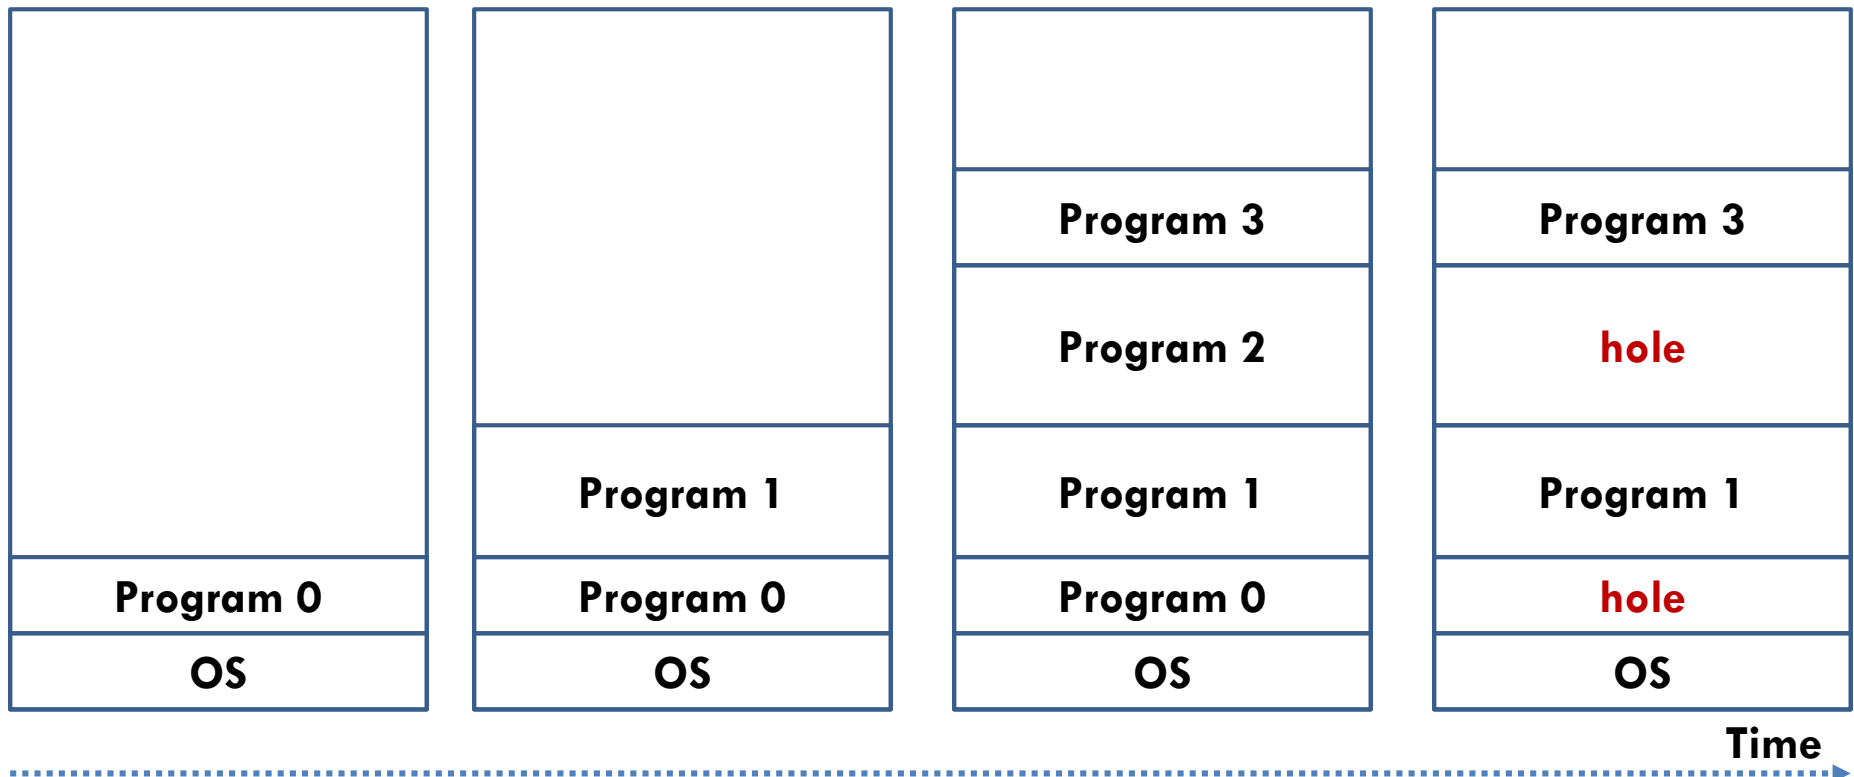 Program 0
OS
Program 1
Program 0
OS
Program 3
Program 2
Program 1
Program 0
OS
Program 3
hole
Program 1
hole
OS
Time